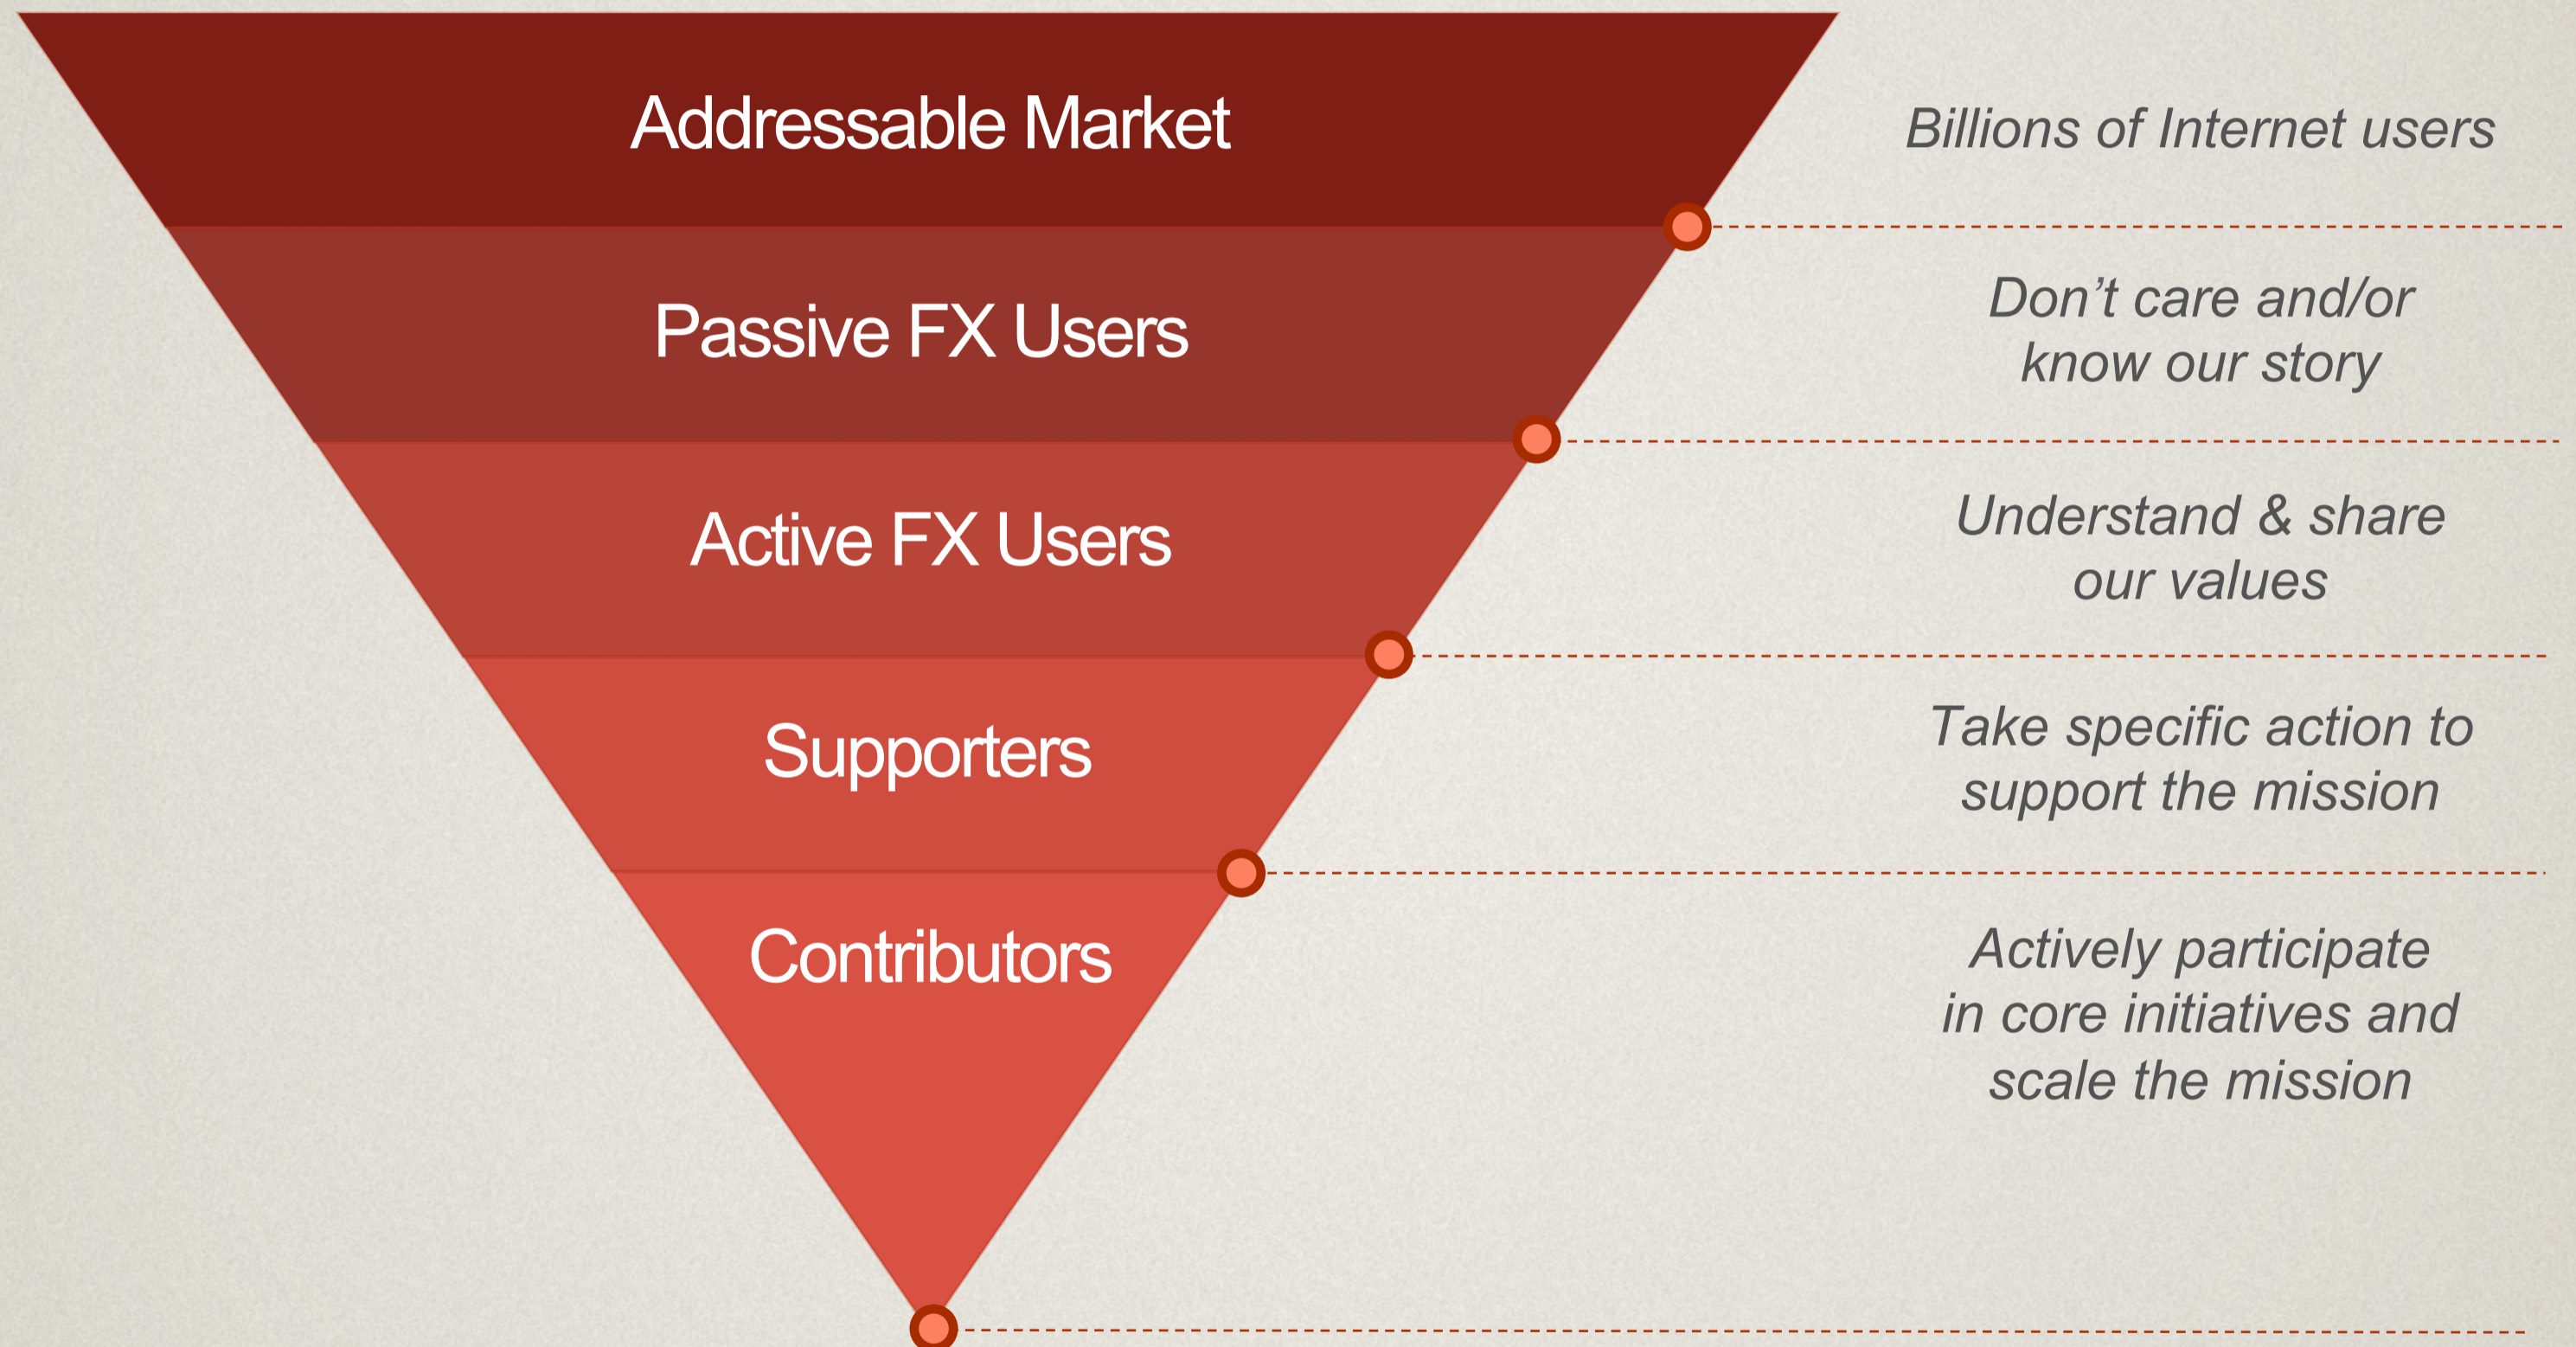 Addressable Market
Billions of Internet users
Passive FX Users
Don’t care and/or
know our story
Active FX Users
Understand & share
our values
Supporters
Take specific action to
support the mission
Contributors
Actively participate
in core initiatives and
scale the mission